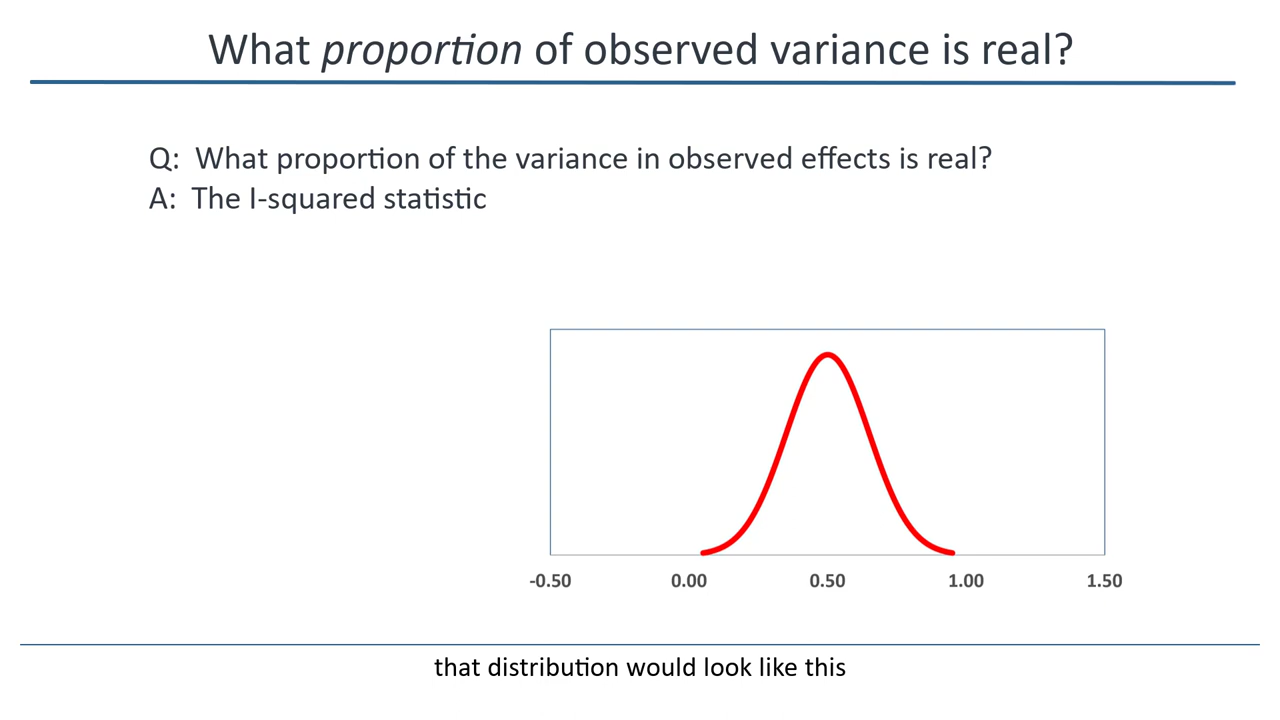 What proportion of observed variance is real?
Q: What proportion of the variance in observed effects is real?
A: The I-squared statistic
-0.50 0.00 0.50 1.00 1.50
that distribution would look like this